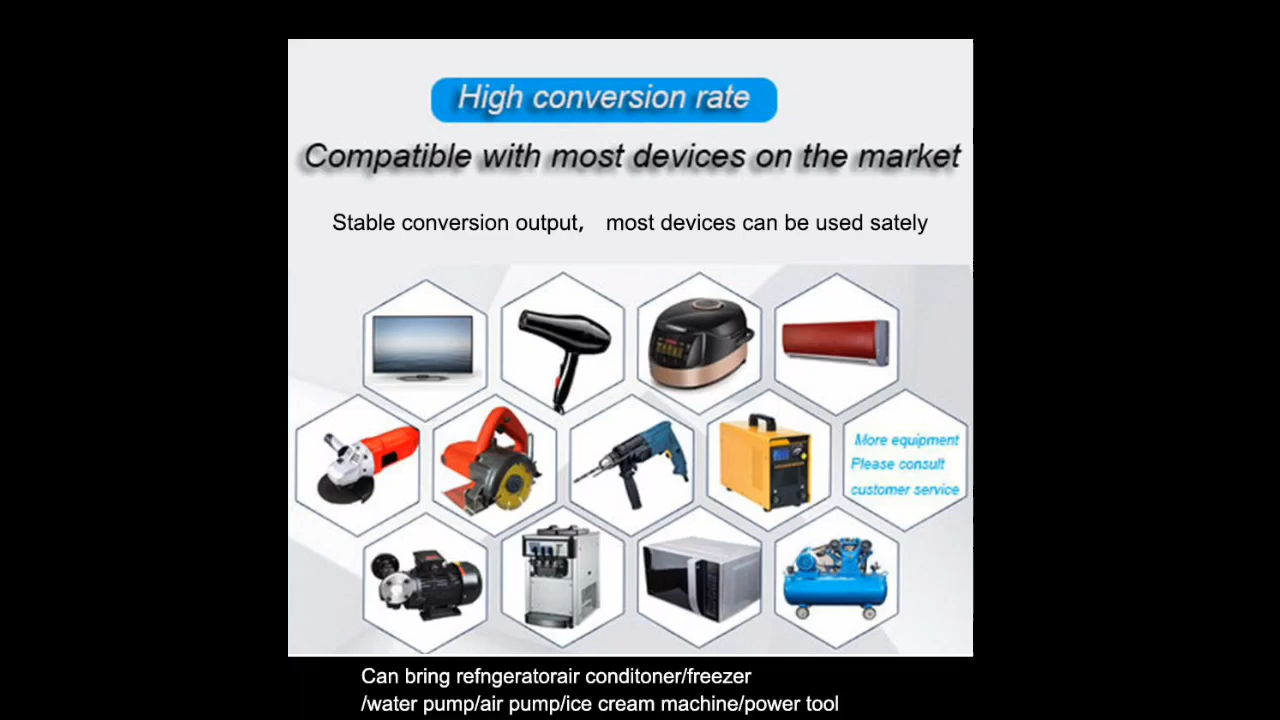 High conversion rate
Compatible with most devices on the market
Stable conversion output, most devices can be used sately
More equipment
Please consult
customer service
Can bring refngeratorair conditoner/freezer
/water pump/air pump/ice cream machine/power tool